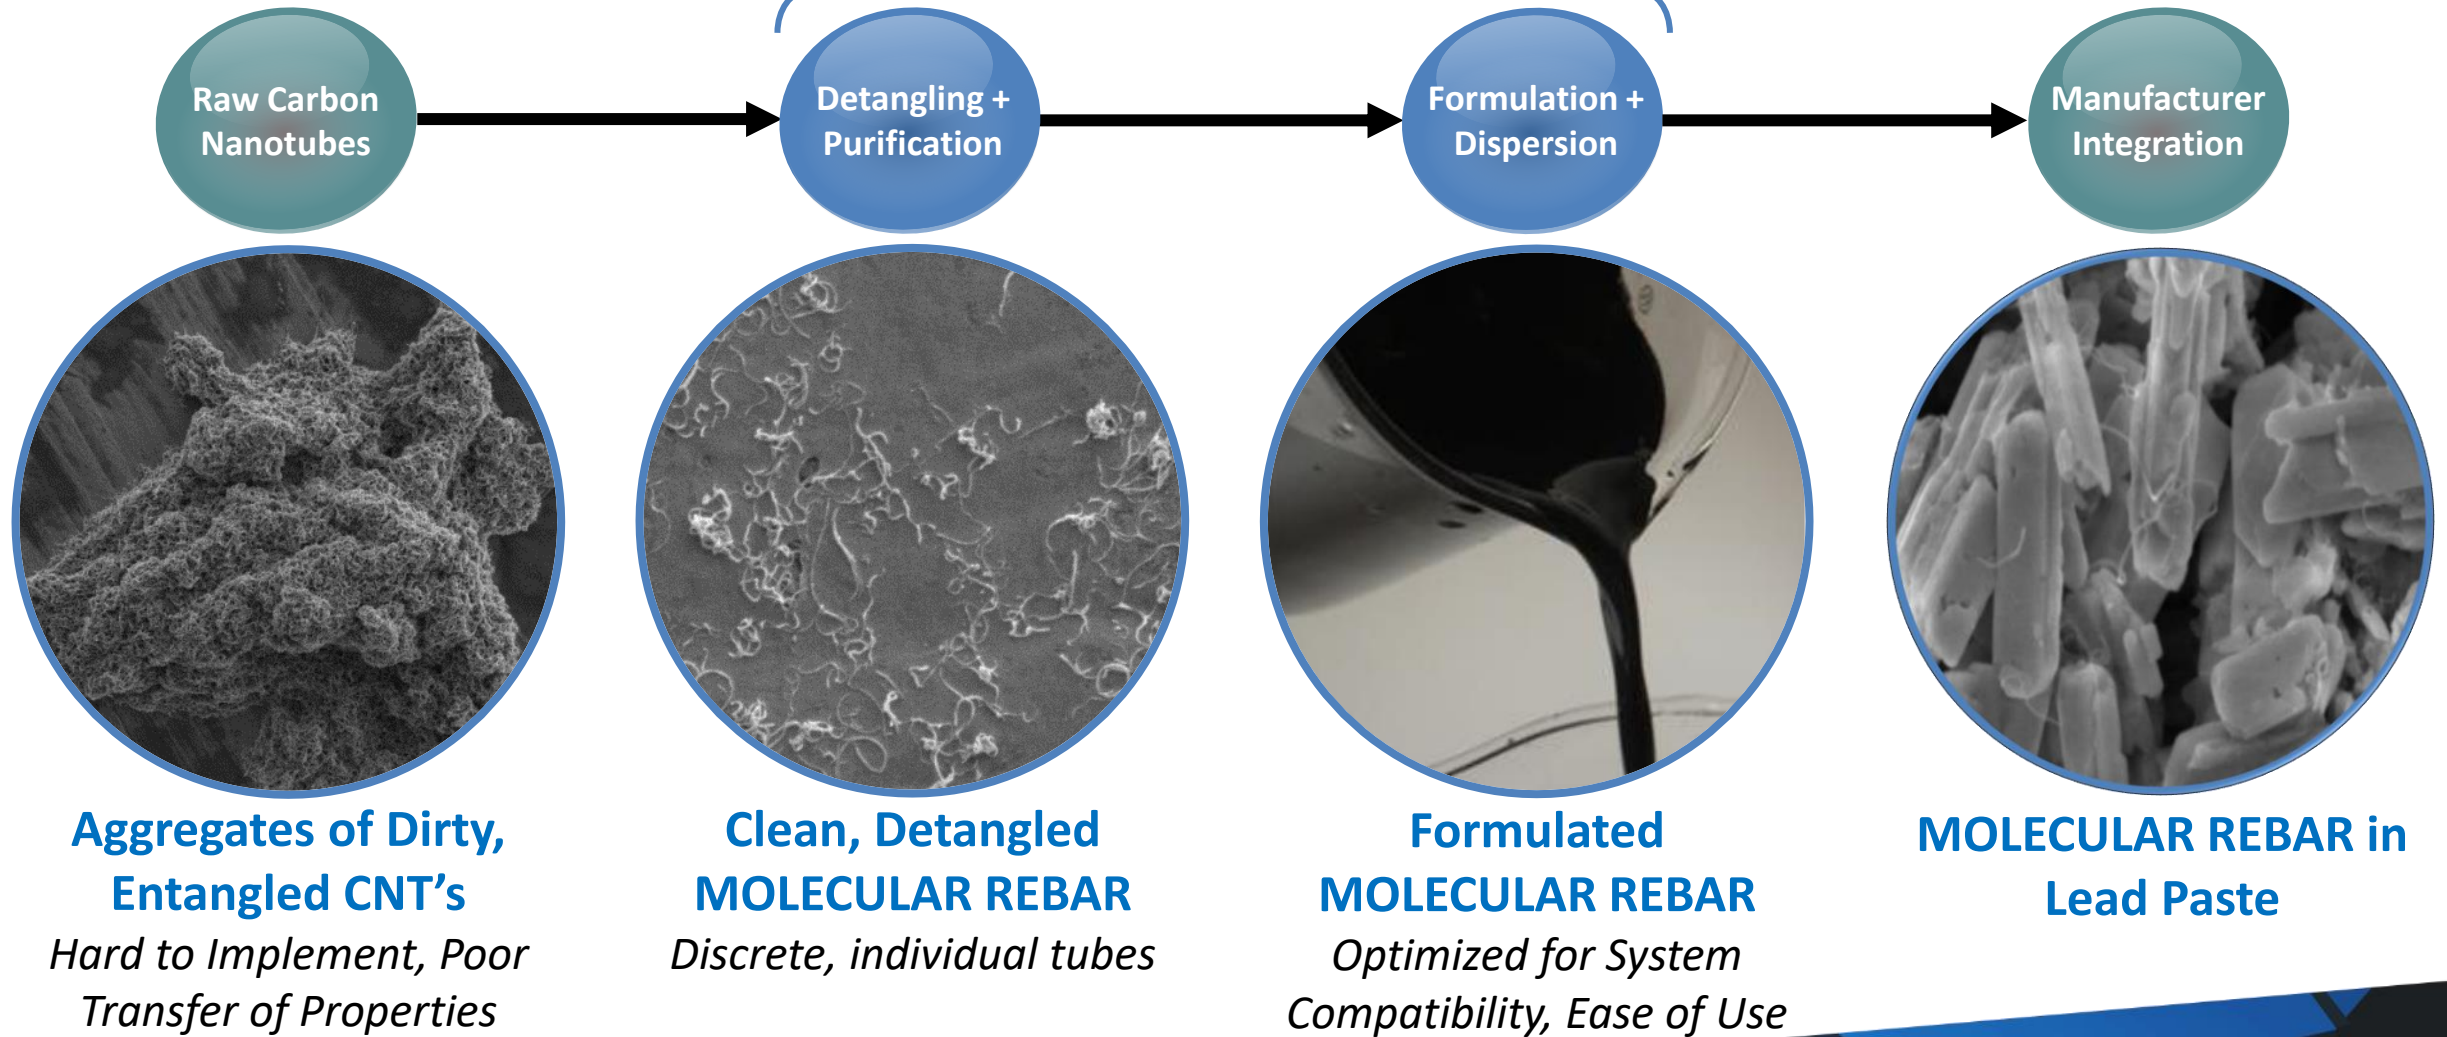 Raw Carbon
Nanotubes
Detangling +
Purification
Formulation +
Dispersion
Manufacturer
Integration
Aggregates of Dirty,
Entangled CNT’s
Hard to Implement, Poor
Transfer of Properties
Clean, Detangled
MOLECULAR REBAR
Discrete, individual tubes
Formulated
MOLECULAR REBAR
Optimized for System
Compatibility, Ease of Use
MOLECULAR REBAR in
Lead Paste